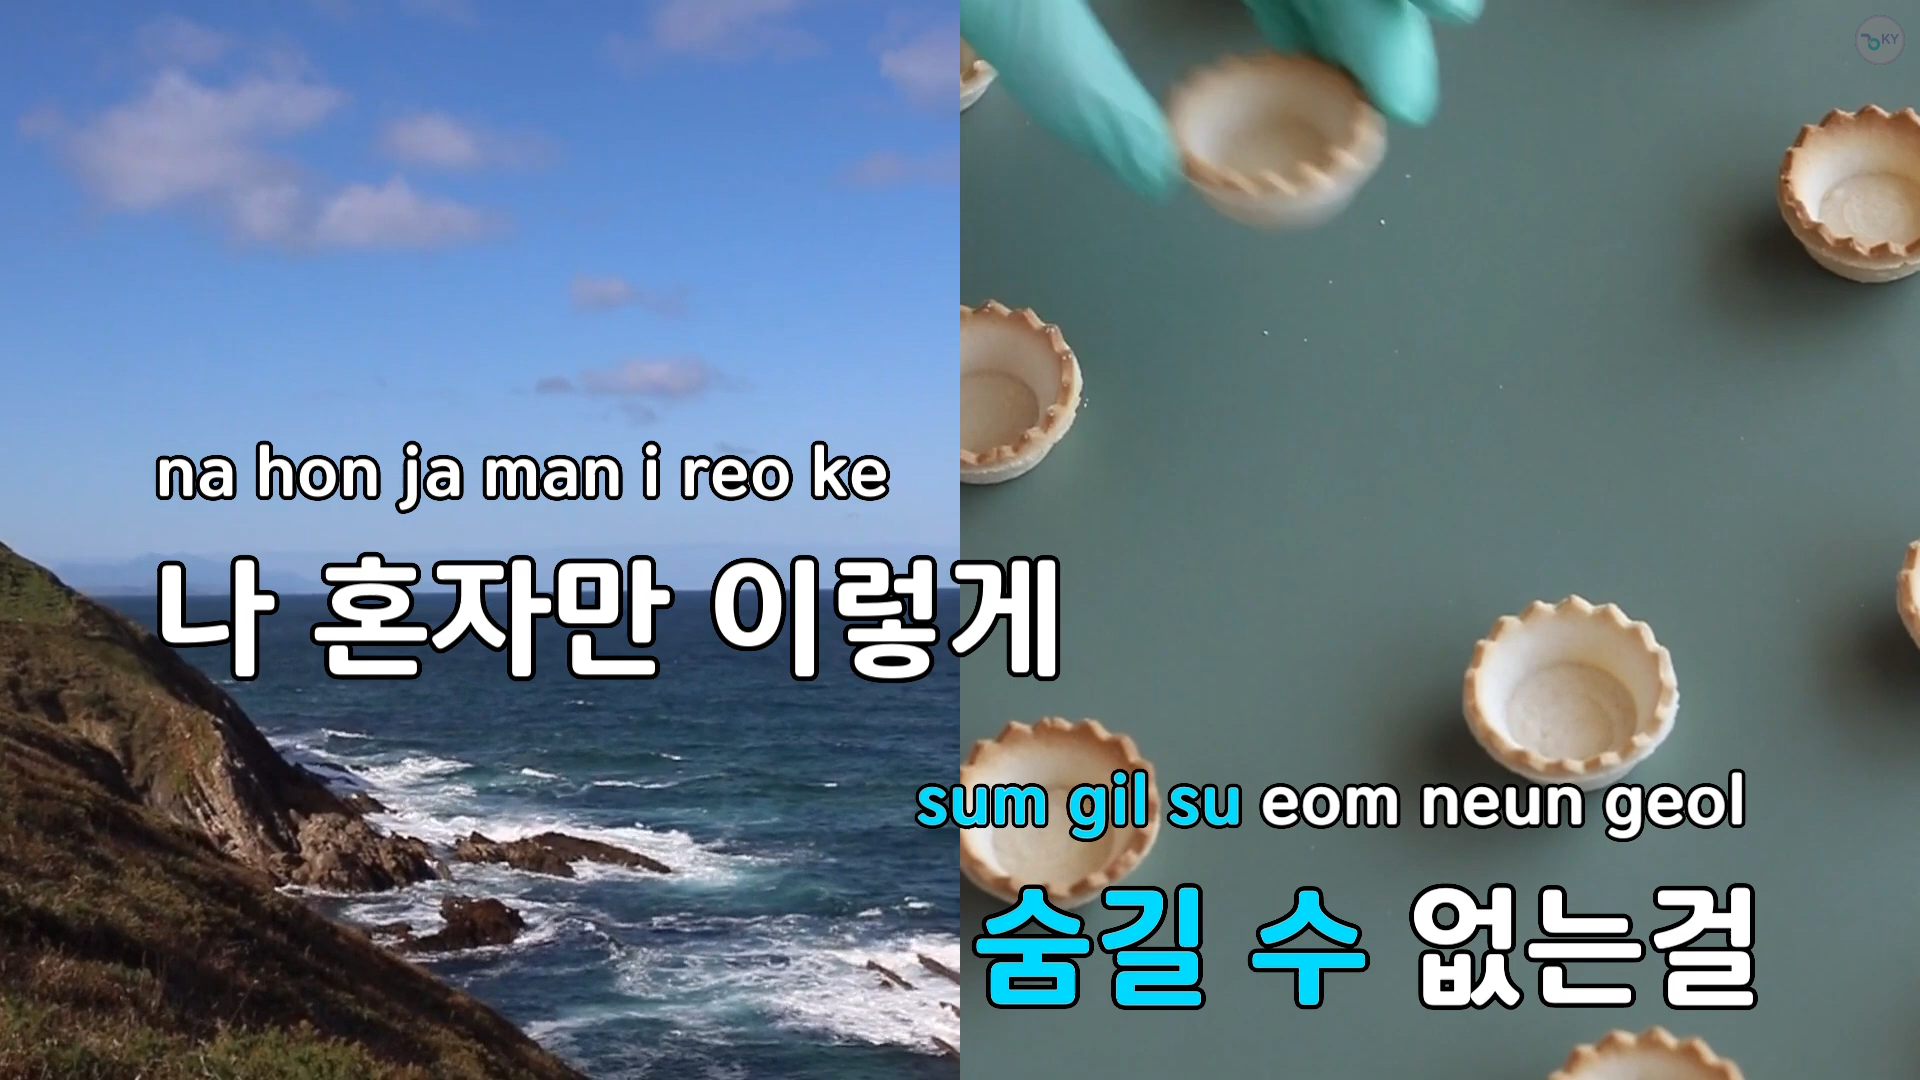 KY
na hon ja man i reo ke
나 혼자만 이렇게
sum gil su eom neun geol
숨길 수 없는걸